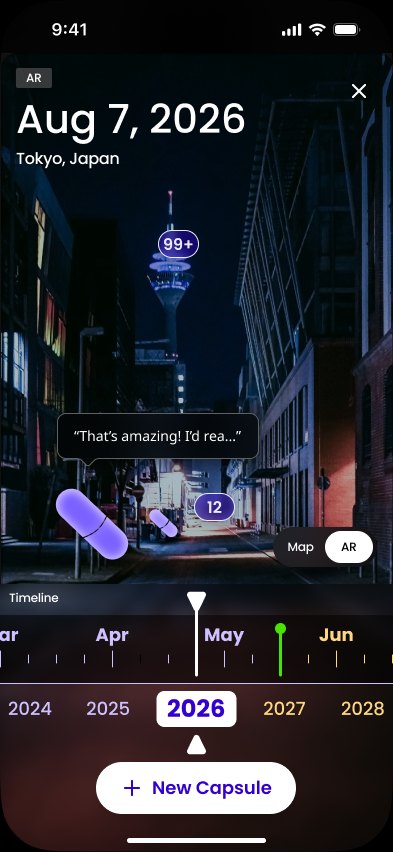 9:41
AR
Aug 7, 2026
Tokyo, Japan
99+
“That’s amazing! I’d rea...”
12
Map AR
Timeline
ar Apr May Jun
2024 2025 2026 2027 2028
+ New Capsule